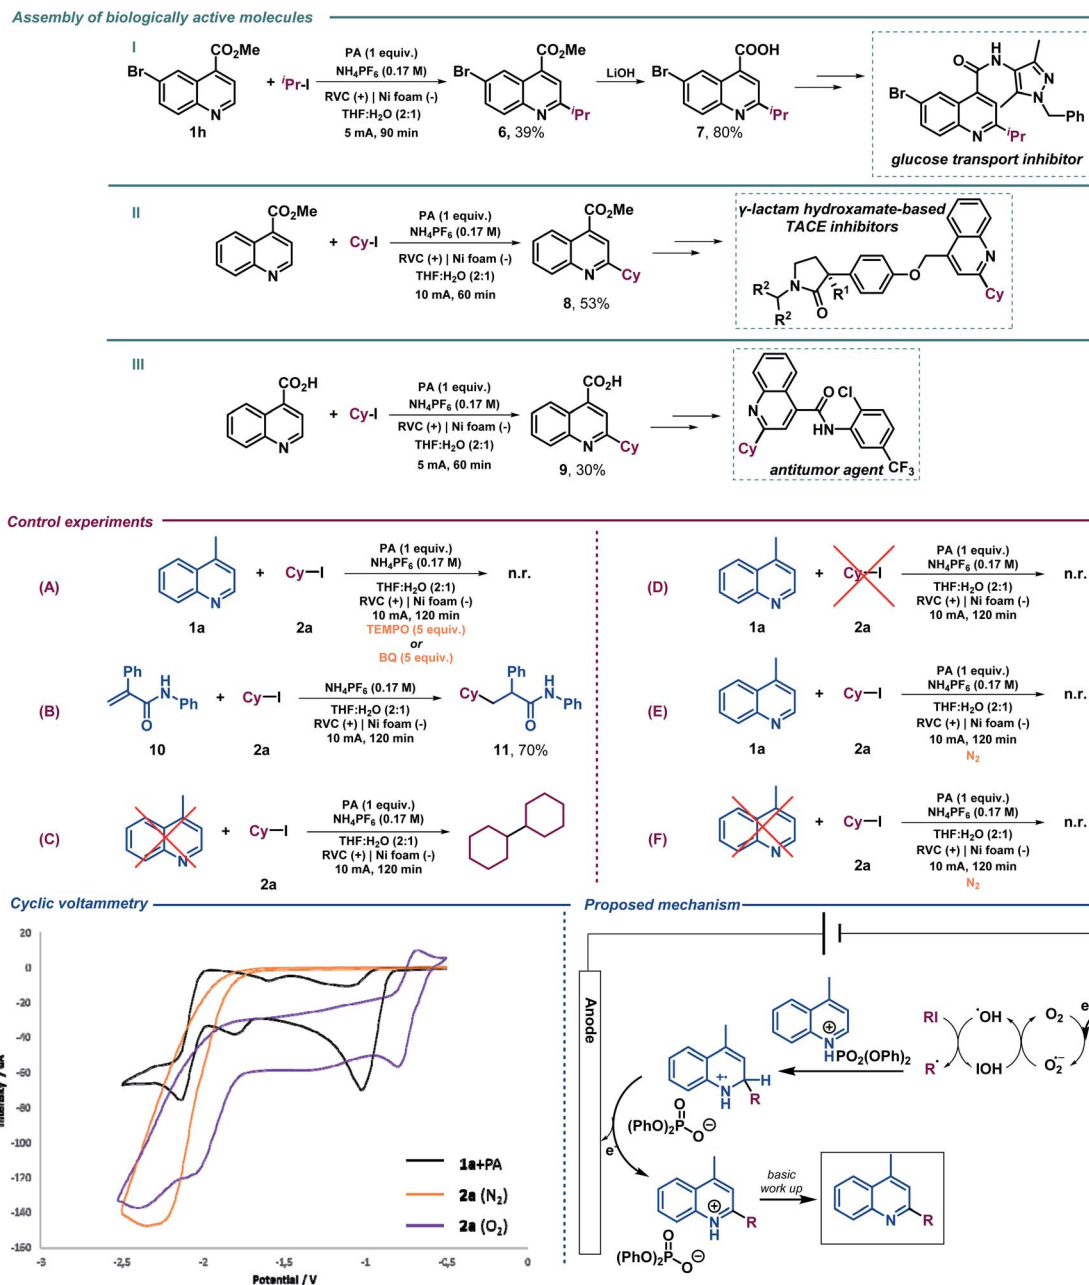 Assembly of biologically active molecules
I
CO₂Me
Br
N
1h
+ ⁱPr-I
PA (1 equiv.)
NH₄PF₆ (0.17 M)
RVC (+) | Ni foam (-)
THF:H₂O (2:1)
5 mA, 90 min
CO₂Me
Br
N
ⁱPr
6, 39%
LiOH
COOH
Br
N
ⁱPr
7, 80%
H
N
O
N
N
Ph
Br
N
ⁱPr
glucose transport inhibitor
II
CO₂Me
N
+ Cy-I
PA (1 equiv.)
NH₄PF₆ (0.17 M)
RVC (+) | Ni foam (-)
THF:H₂O (2:1)
10 mA, 60 min
CO₂Me
N
Cy
8, 53%
γ-lactam hydroxamate-based
TACE inhibitors
R²
N
R¹
O
R²
O
N
Cy
III
CO₂H
N
+ Cy-I
PA (1 equiv.)
NH₄PF₆ (0.17 M)
RVC (+) | Ni foam (-)
THF:H₂O (2:1)
5 mA, 60 min
CO₂H
N
Cy
9, 30%
N
Cy
O
HN
Cl
CF₃
antitumor agent
Control experiments
(A)
N
1a
+
Cy—I
2a
PA (1 equiv.)
NH₄PF₆ (0.17 M)
THF:H₂O (2:1)
RVC (+) | Ni foam (-)
10 mA, 120 min
TEMPO (5 equiv.)
or
BQ (5 equiv.)
n.r.
(B)
Ph
H
N
Ph
O
10
+
Cy—I
2a
NH₄PF₆ (0.17 M)
THF:H₂O (2:1)
RVC (+) | Ni foam (-)
10 mA, 120 min
Cy
Ph
H
N
Ph
O
11, 70%
(C)
N
+
Cy—I
2a
PA (1 equiv.)
NH₄PF₆ (0.17 M)
THF:H₂O (2:1)
RVC (+) | Ni foam (-)
10 mA, 120 min
(D)
N
1a
+
Cy—I
2a
PA (1 equiv.)
NH₄PF₆ (0.17 M)
THF:H₂O (2:1)
RVC (+) | Ni foam (-)
10 mA, 120 min
n.r.
(E)
N
1a
+
Cy—I
2a
PA (1 equiv.)
NH₄PF₆ (0.17 M)
THF:H₂O (2:1)
RVC (+) | Ni foam (-)
10 mA, 120 min
N₂
n.r.
(F)
N
+
Cy—I
2a
PA (1 equiv.)
NH₄PF₆ (0.17 M)
THF:H₂O (2:1)
RVC (+) | Ni foam (-)
10 mA, 120 min
N₂
n.r.
Cyclic voltammetry
20
0
-20
-40
-60
-80
-100
-120
-140
-160
-3
-2,5
-2
-1,5
-1
-0,5
0
Potential / V
1a+PA
2a (N₂)
2a (O₂)
Proposed mechanism
Anode
N
H
⊕
PO₂(OPh)₂
RI
R•
•OH
IOH
O₂
O₂•−
e
+•
N
H
H
R
(PhO)₂P
O
O⊖
e-
⊕
N
H
R
(PhO)₂P
O
O⊖
basic
work up
N
R